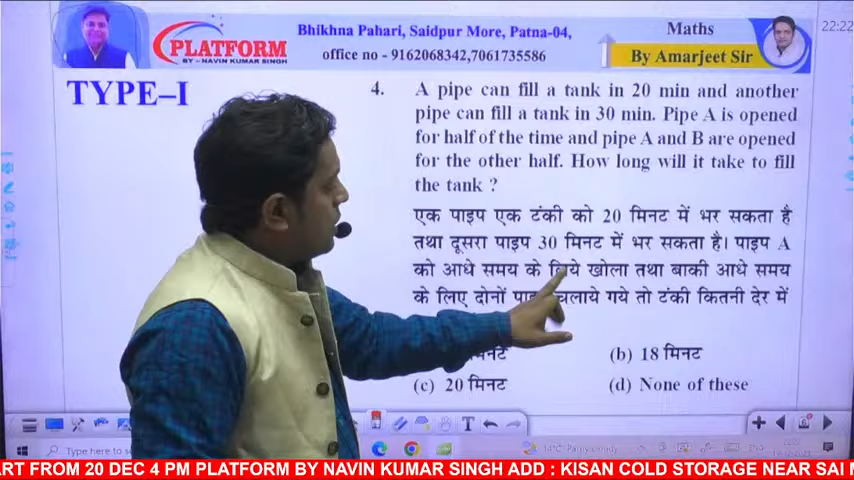 PLATFORM
BY - NAVIN KUMAR SINGH
Bhikhna Pahari, Saidpur More, Patna-04,
office no - 9162068342,7061735586
Maths
By Amarjeet Sir
22:22
TYPE–I
4. A pipe can fill a tank in 20 min and another
pipe can fill a tank in 30 min. Pipe A is opened
for half of the time and pipe A and B are opened
for the other half. How long will it take to fill
the tank ?
एक पाइप एक टंकी को 20 मिनट में भर सकता है
तथा दूसरा पाइप 30 मिनट में भर सकता है। पाइप A
को आधे समय के लिये खोला तथा बाकी आधे समय
के लिए दोनों चलाये गये तो टंकी कितनी देर में
(b) 18 मिनट
(c) 20 मिनट
(d) None of these
Type here to
ART FROM 20 DEC 4 PM PLATFORM BY NAVIN KUMAR SINGH ADD : KISAN COLD STORAGE NEAR SAI